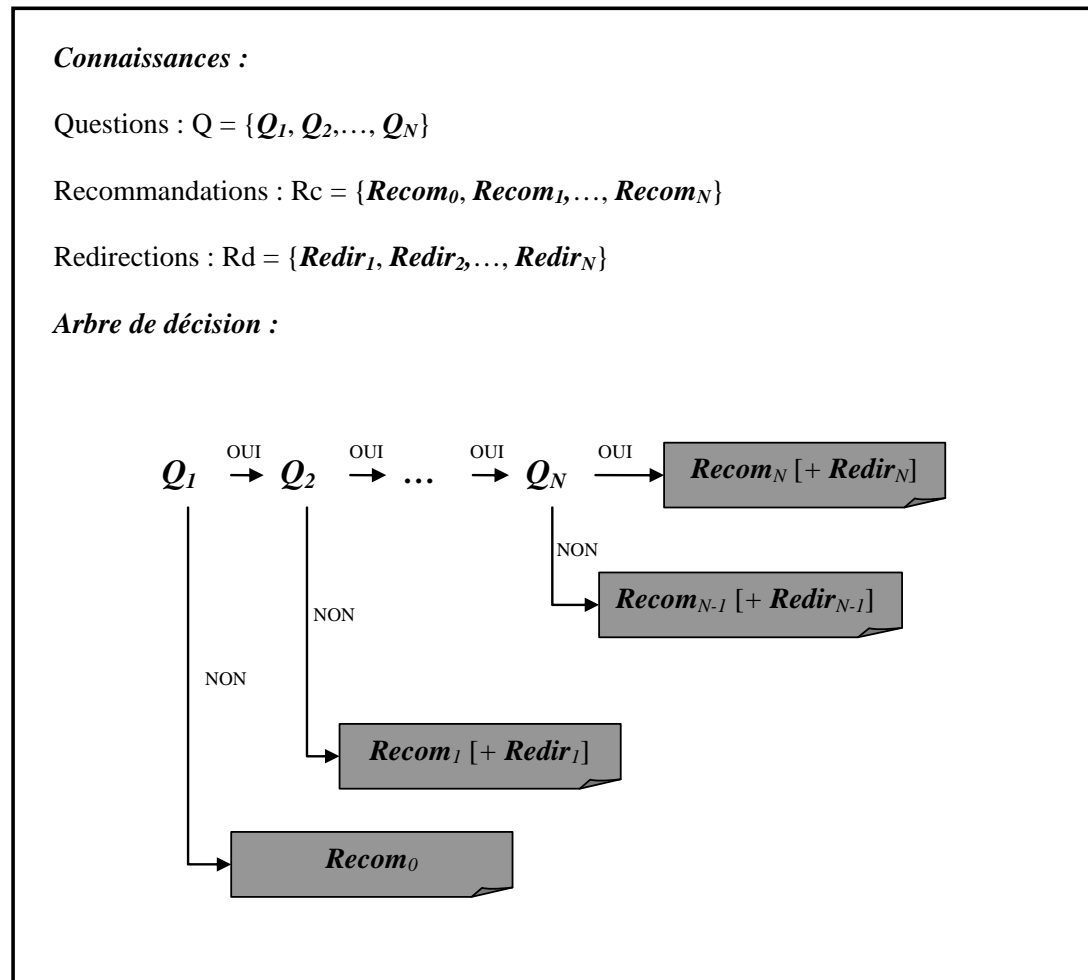 Connaissances :
Questions : Q = {Q1, Q2,…, QN}
Recommandations : Rc = {Recom0, Recom1,…, RecomN}
Redirections : Rd = {Redir1, Redir2,…, RedirN}
Arbre de décision :
Q1 OUI Q2 OUI … OUI QN OUI RecomN [+ RedirN]
NON
RecomN-1 [+ RedirN-1]
NON
NON
Recom1 [+ Redir1]
Recom0